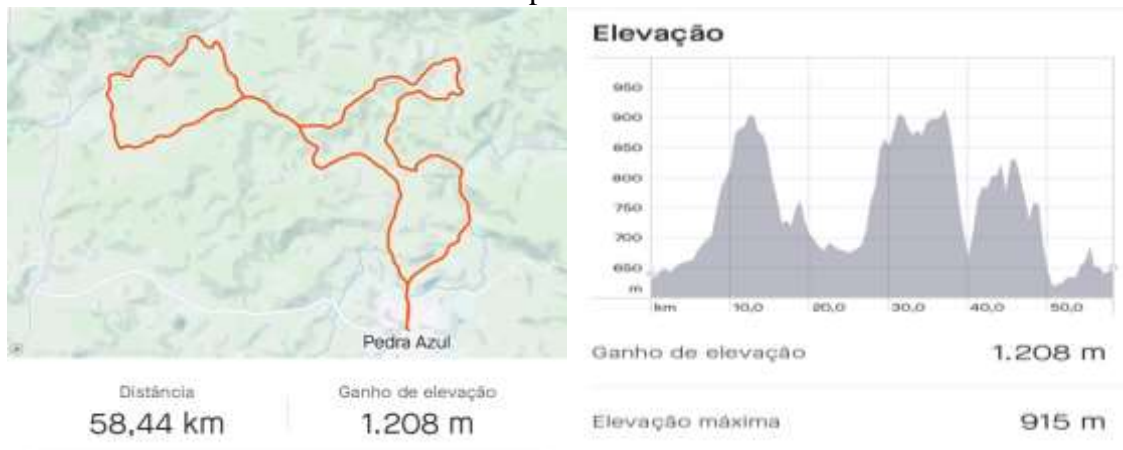 Pedra Azul
Distância
58,44 km
Ganho de elevação
1.208 m
Elevação
950
900
850
800
750
700
650
m
km
10,0
20,0
30,0
40,0
50,0
Ganho de elevação
1.208 m
Elevação máxima
915 m